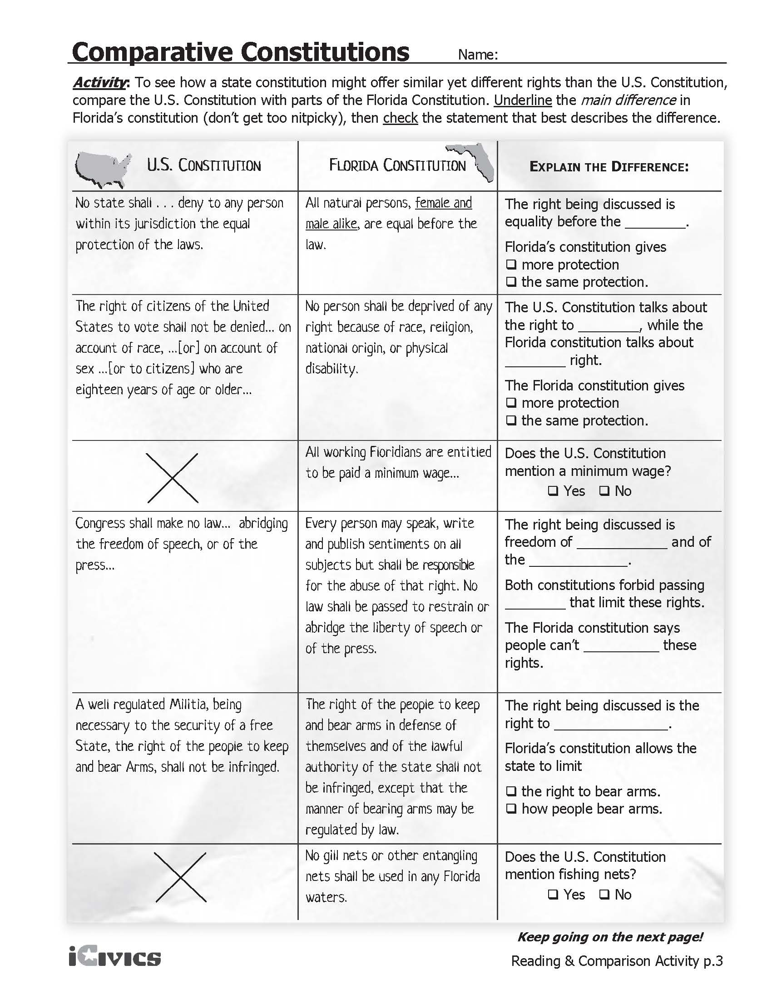 Comparative Constitutions Name:
Activity: To see how a state constitution might offer similar yet different rights than the U.S. Constitution,
compare the U.S. Constitution with parts of the Florida Constitution. Underline the main difference in
Florida's constitution (don't get too nitpicky), then check the statement that best describes the difference.
U.S. CONSTITUTION
FLORIDA CONSTITUTION
EXPLAIN THE DIFFERENCE:
No state shall . . . deny to any person
within its jurisdiction the equal
protection of the laws.
All natural persons, female and
male alike, are equal before the
law.
The right being discussed is
equality before the ________.
Florida's constitution gives
❑ more protection
❑ the same protection.
The right of citizens of the United
States to vote shall not be denied... on
account of race, ...[or] on account of
sex ...[or to citizens] who are
eighteen years of age or older...
No person shall be deprived of any
right because of race, religion,
national origin, or physical
disability.
The U.S. Constitution talks about
the right to ________, while the
Florida constitution talks about
________ right.
The Florida constitution gives
❑ more protection
❑ the same protection.
All working Floridians are entitled
to be paid a minimum wage...
Does the U.S. Constitution
mention a minimum wage?
❑ Yes ❑ No
Congress shall make no law... abridging
the freedom of speech, or of the
press...
Every person may speak, write
and publish sentiments on all
subjects but shall be responsible
for the abuse of that right. No
law shall be passed to restrain or
abridge the liberty of speech or
of the press.
The right being discussed is
freedom of ____________ and of
the _____________.
Both constitutions forbid passing
________ that limit these rights.
The Florida constitution says
people can't __________ these
rights.
A well regulated Militia, being
necessary to the security of a free
State, the right of the people to keep
and bear Arms, shall not be infringed.
The right of the people to keep
and bear arms in defense of
themselves and of the lawful
authority of the state shall not
be infringed, except that the
manner of bearing arms may be
regulated by law.
The right being discussed is the
right to _______________.
Florida's constitution allows the
state to limit
❑ the right to bear arms.
❑ how people bear arms.
No gill nets or other entangling
nets shall be used in any Florida
waters.
Does the U.S. Constitution
mention fishing nets?
❑ Yes ❑ No
Keep going on the next page!
iCivics
Reading & Comparison Activity p.3